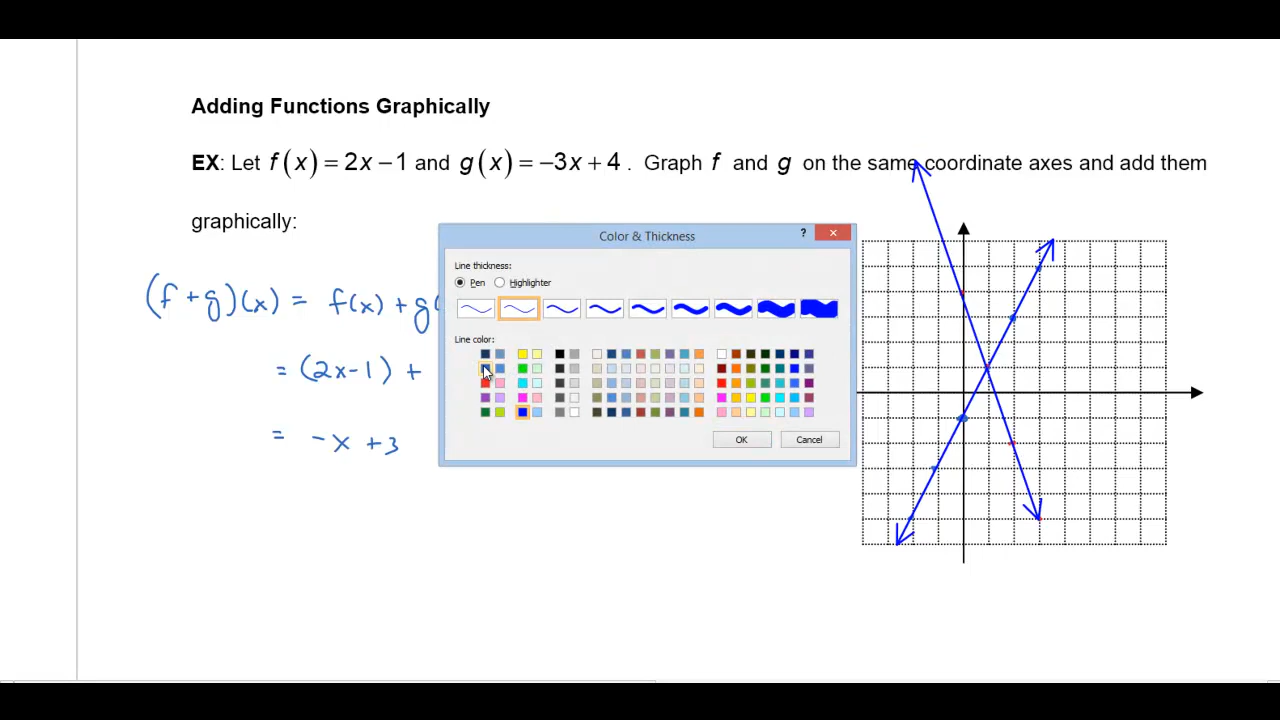 Adding Functions Graphically
EX: Let f(x) = 2x − 1 and g(x) = −3x + 4. Graph f and g on the same coordinate axes and add them
graphically:
Color & Thickness
?
Line thickness:
Pen Highlighter
Line color:
OK Cancel
(f+g)(x) = f(x) + g(
= (2x-1) +
= -x +3